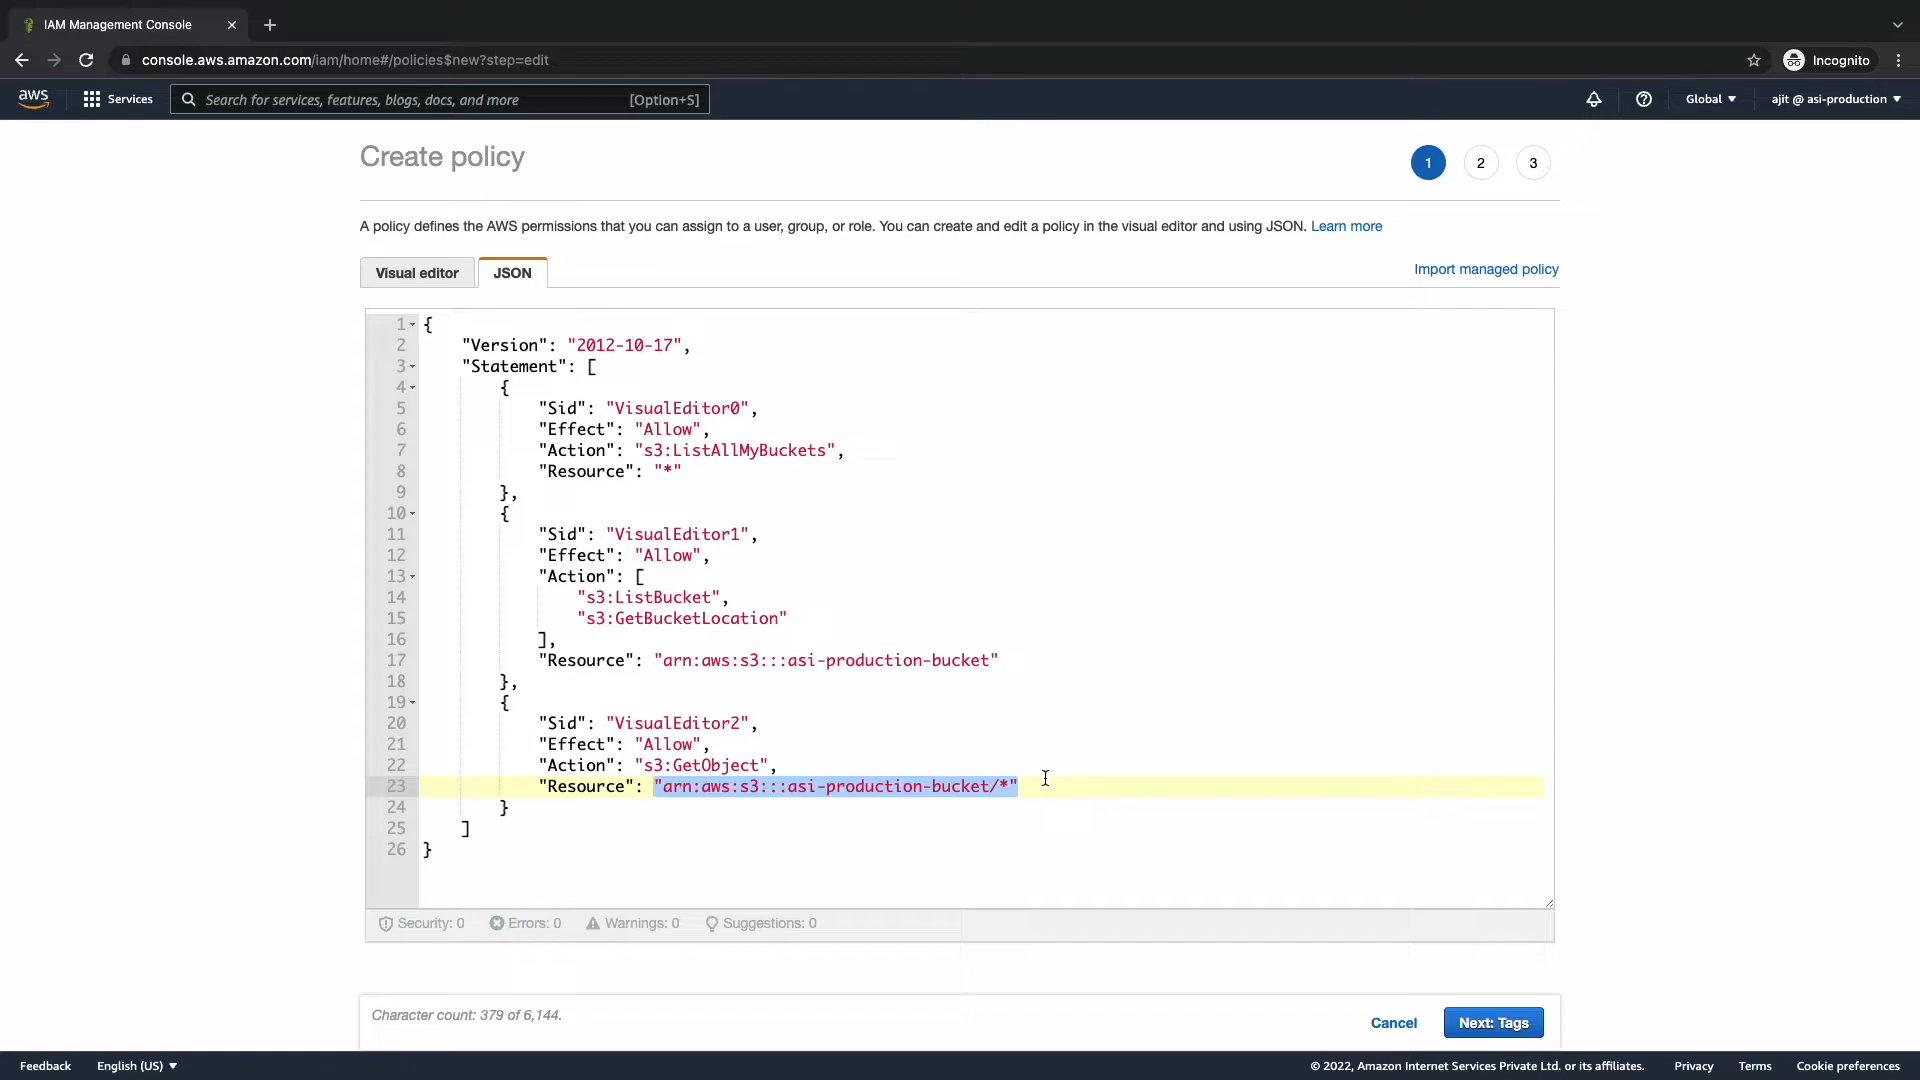 IAM Management Console
console.aws.amazon.com/iam/home#/policies$new?step=edit
Incognito
aws
Services
Search for services, features, blogs, docs, and more
[Option+S]
Global
ajit @ asi-production
Create policy
1
2
3
A policy defines the AWS permissions that you can assign to a user, group, or role. You can create and edit a policy in the visual editor and using JSON. Learn more
Visual editor
JSON
Import managed policy
1 {
2 "Version": "2012-10-17",
3 "Statement": [
4 {
5 "Sid": "VisualEditor0",
6 "Effect": "Allow",
7 "Action": "s3:ListAllMyBuckets",
8 "Resource": "*"
9 },
10 {
11 "Sid": "VisualEditor1",
12 "Effect": "Allow",
13 "Action": [
14 "s3:ListBucket",
15 "s3:GetBucketLocation"
16 ],
17 "Resource": "arn:aws:s3:::asi-production-bucket"
18 },
19 {
20 "Sid": "VisualEditor2",
21 "Effect": "Allow",
22 "Action": "s3:GetObject",
23 "Resource": "arn:aws:s3:::asi-production-bucket/*"
24 }
25 ]
26 }
Security: 0
Errors: 0
Warnings: 0
Suggestions: 0
Character count: 379 of 6,144.
Cancel
Next: Tags
Feedback
English (US)
© 2022, Amazon Internet Services Private Ltd. or its affiliates.
Privacy
Terms
Cookie preferences